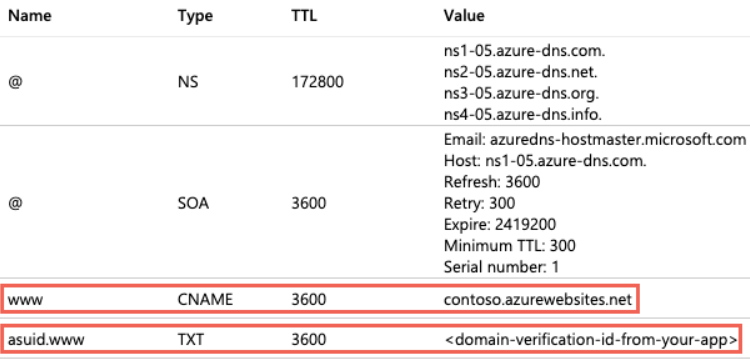 Name Type TTL Value
@ NS 172800 ns1-05.azure-dns.com.
ns2-05.azure-dns.net.
ns3-05.azure-dns.org.
ns4-05.azure-dns.info.
@ SOA 3600 Email: azuredns-hostmaster.microsoft.com
Host: ns1-05.azure-dns.com.
Refresh: 3600
Retry: 300
Expire: 2419200
Minimum TTL: 300
Serial number: 1
www CNAME 3600 contoso.azurewebsites.net
asuid.www TXT 3600 <domain-verification-id-from-your-app>